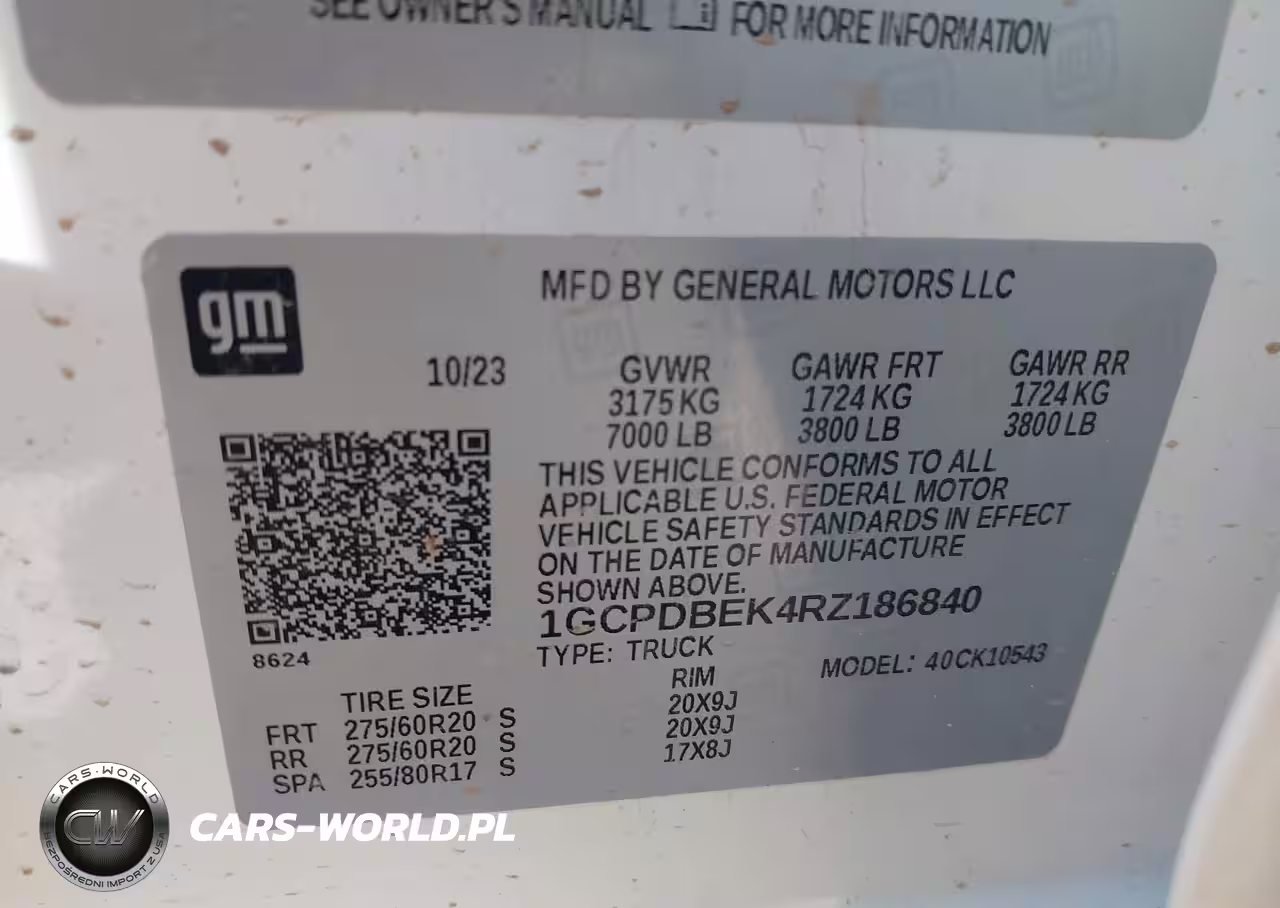 SEE OWNER'S MANUAL FOR MORE INFORMATION
gm
MFD BY GENERAL MOTORS LLC
10/23
GVWR GAWR FRT GAWR RR
3175 KG 1724 KG 1724 KG
7000 LB 3800 LB 3800 LB
THIS VEHICLE CONFORMS TO ALL
APPLICABLE U.S. FEDERAL MOTOR
VEHICLE SAFETY STANDARDS IN EFFECT
ON THE DATE OF MANUFACTURE
SHOWN ABOVE.
1GCPDBEK4RZ186840
8624
TYPE: TRUCK MODEL: 40CK10543
TIRE SIZE RIM
FRT 275/60R20 S 20X9J
RR 275/60R20 S 20X9J
SPA 255/80R17 S 17X8J
CARS-WORLD
CW
BEZPOŚREDNI IMPORT Z USA
CARS-WORLD.PL